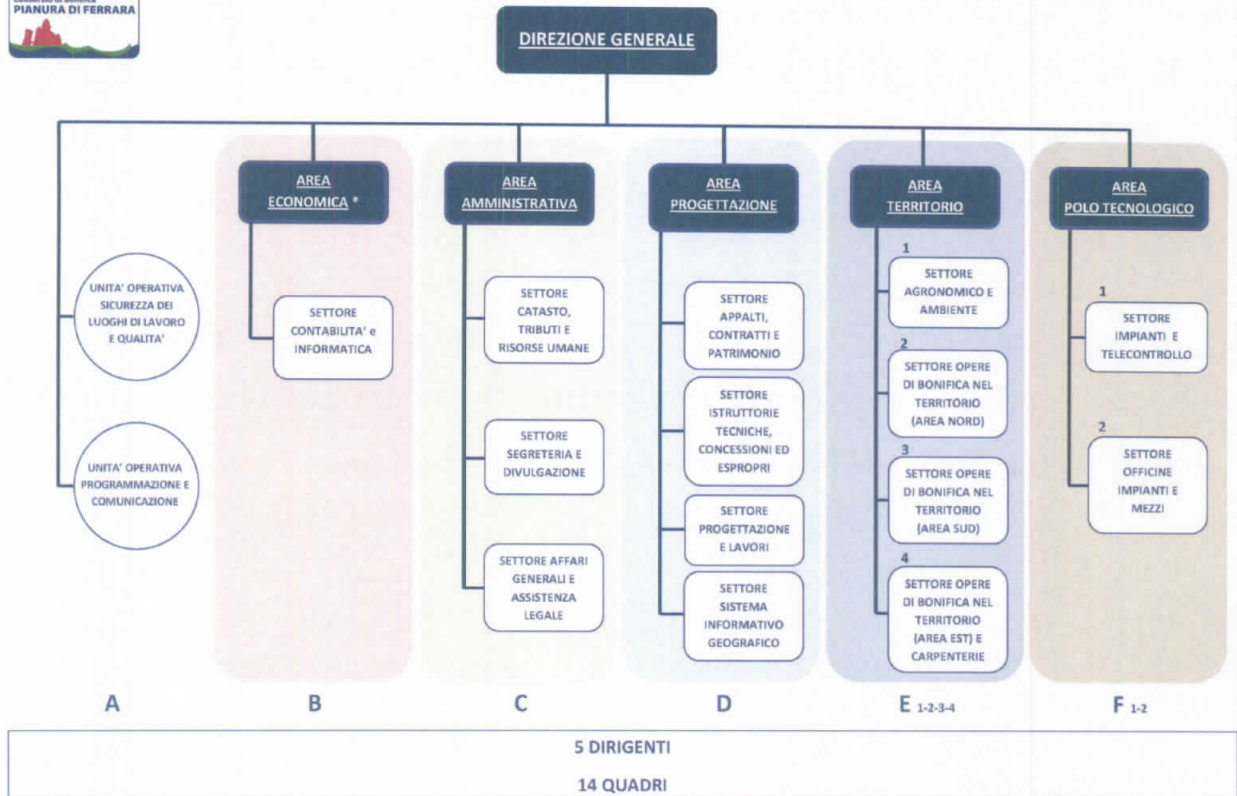 Consorzio di Bonifica
PIANURA DI FERRARA
DIREZIONE GENERALE
UNITA' OPERATIVA
SICUREZZA DEI
LUOGHI DI LAVORO
E QUALITA'
UNITA' OPERATIVA
PROGRAMMAZIONE E
COMUNICAZIONE
A
AREA
ECONOMICA *
SETTORE
CONTABILITA' e
INFORMATICA
B
AREA
AMMINISTRATIVA
SETTORE
CATASTO,
TRIBUTI E
RISORSE UMANE
SETTORE
SEGRETERIA E
DIVULGAZIONE
SETTORE AFFARI
GENERALI E
ASSISTENZA
LEGALE
C
AREA
PROGETTAZIONE
SETTORE
APPALTI,
CONTRATTI E
PATRIMONIO
SETTORE
ISTRUTTORIE
TECNICHE,
CONCESSIONI ED
ESPROPRI
SETTORE
PROGETTAZIONE
E LAVORI
SETTORE
SISTEMA
INFORMATIVO
GEOGRAFICO
D
AREA
TERRITORIO
1
SETTORE
AGRONOMICO E
AMBIENTE
2
SETTORE OPERE
DI BONIFICA NEL
TERRITORIO
(AREA NORD)
3
SETTORE OPERE
DI BONIFICA NEL
TERRITORIO
(AREA SUD)
4
SETTORE OPERE
DI BONIFICA NEL
TERRITORIO
(AREA EST) E
CARPENTERIE
E 1-2-3-4
AREA
POLO TECNOLOGICO
1
SETTORE
IMPIANTI E
TELECONTROLLO
2
SETTORE
OFFICINE
IMPIANTI E
MEZZI
F 1-2
5 DIRIGENTI
14 QUADRI